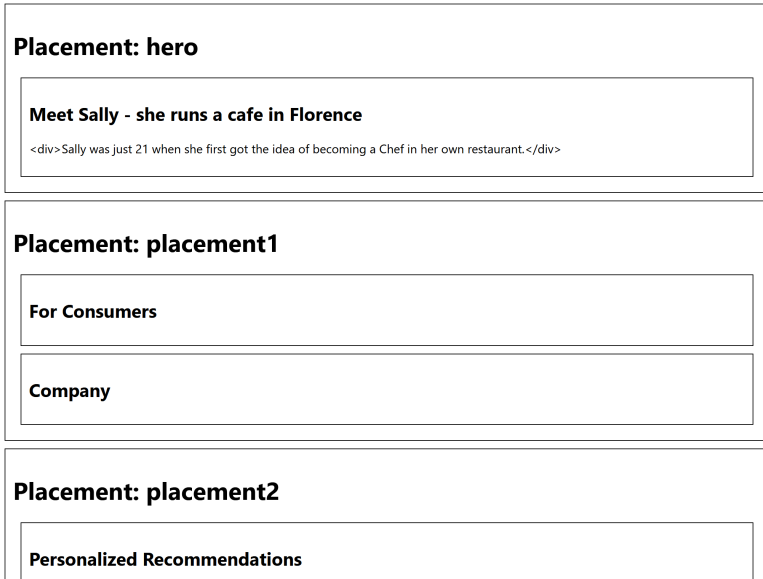 Placement: hero
Meet Sally - she runs a cafe in Florence
<div>Sally was just 21 when she first got the idea of becoming a Chef in her own restaurant.</div>
Placement: placement1
For Consumers
Company
Placement: placement2
Personalized Recommendations